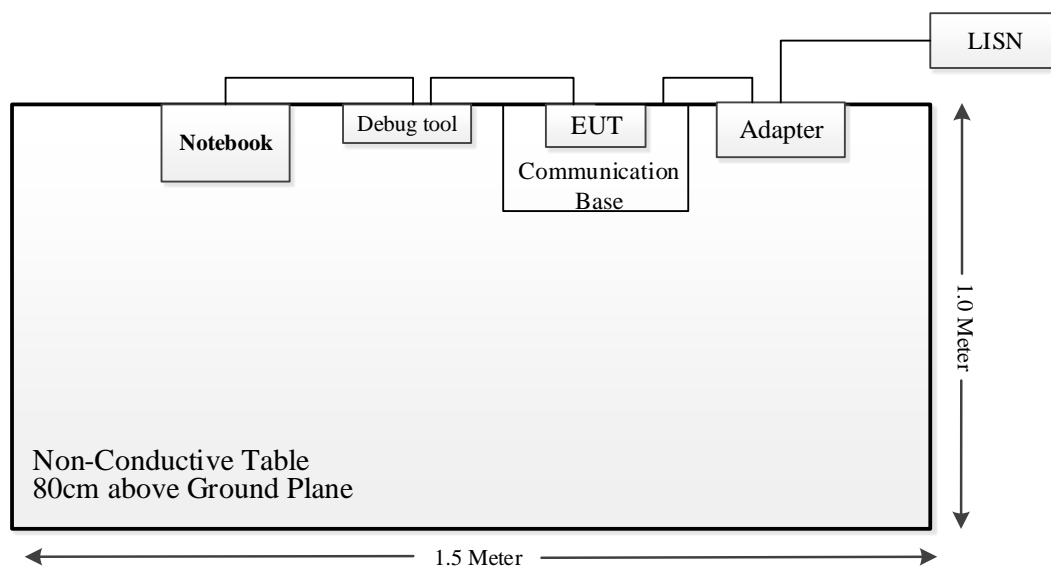 LISN
Notebook
Debug tool
EUT
Adapter
Communication
Base
1.0 Meter
Non-Conductive Table
80cm above Ground Plane
1.5 Meter